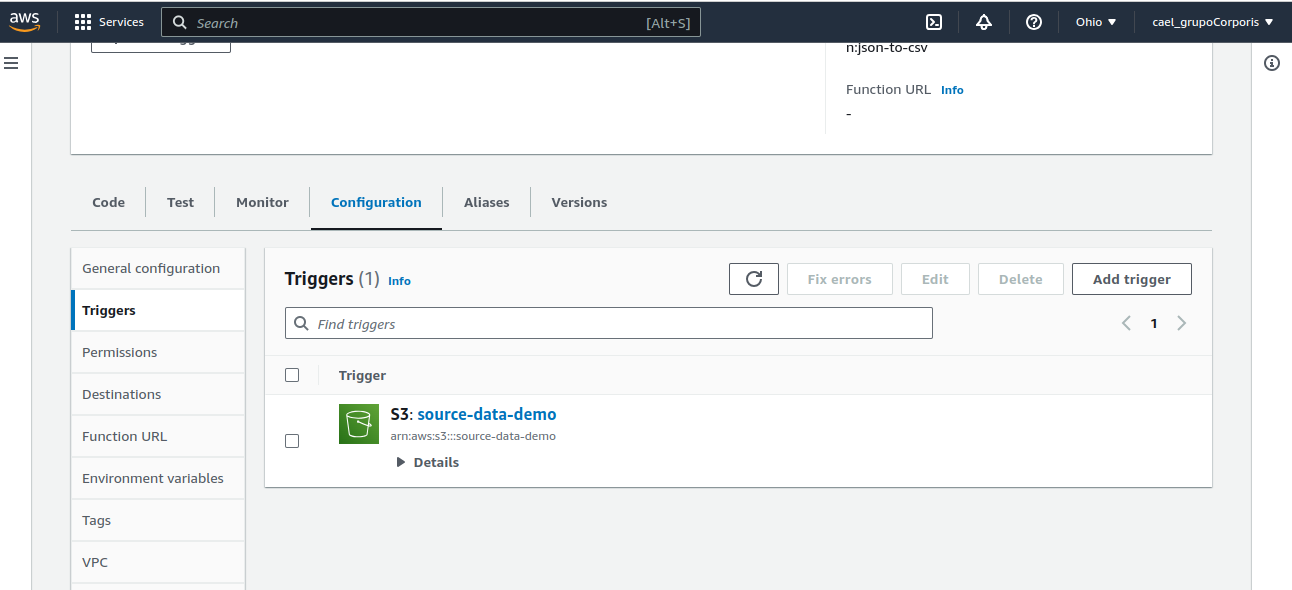 aws Services Search [Alt+S] Ohio cael_grupoCorporis
n:json-to-csv
Function URL Info
-
Code Test Monitor Configuration Aliases Versions
General configuration
Triggers
Permissions
Destinations
Function URL
Environment variables
Tags
VPC
Triggers (1) Info Fix errors Edit Delete Add trigger
Find triggers 1
Trigger
S3: source-data-demo
arn:aws:s3:::source-data-demo
Details